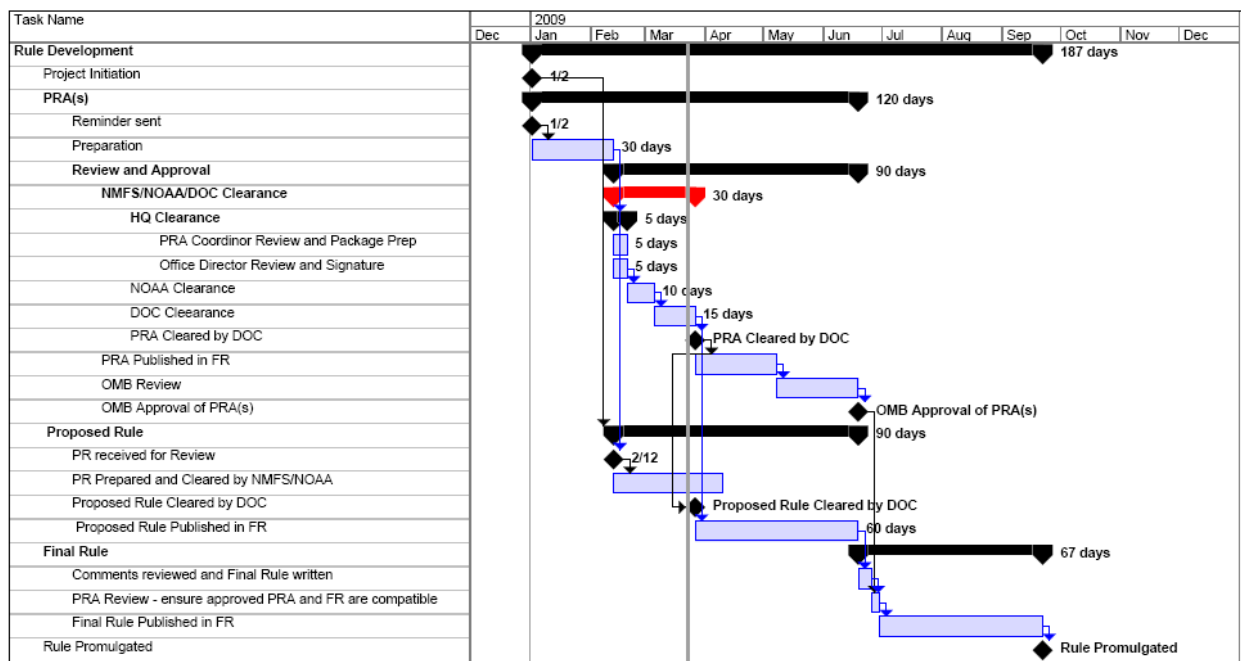 Task Name
2009
Dec Jan Feb Mar Apr May Jun Jul Aug Sep Oct Nov Dec
Rule Development 187 days
Project Initiation 1/2
PRA(s) 120 days
Reminder sent 1/2
Preparation 30 days
Review and Approval 90 days
NMFS/NOAA/DOC Clearance 30 days
HQ Clearance 5 days
PRA Coordinor Review and Package Prep 5 days
Office Director Review and Signature 5 days
NOAA Clearance 10 days
DOC Cleearance 15 days
PRA Cleared by DOC PRA Cleared by DOC
PRA Published in FR
OMB Review
OMB Approval of PRA(s) OMB Approval of PRA(s)
Proposed Rule 90 days
PR received for Review 2/12
PR Prepared and Cleared by NMFS/NOAA
Proposed Rule Cleared by DOC Proposed Rule Cleared by DOC
Proposed Rule Published in FR 60 days
Final Rule 67 days
Comments reviewed and Final Rule written
PRA Review - ensure approved PRA and FR are compatible
Final Rule Published in FR
Rule Promulgated Rule Promulgated